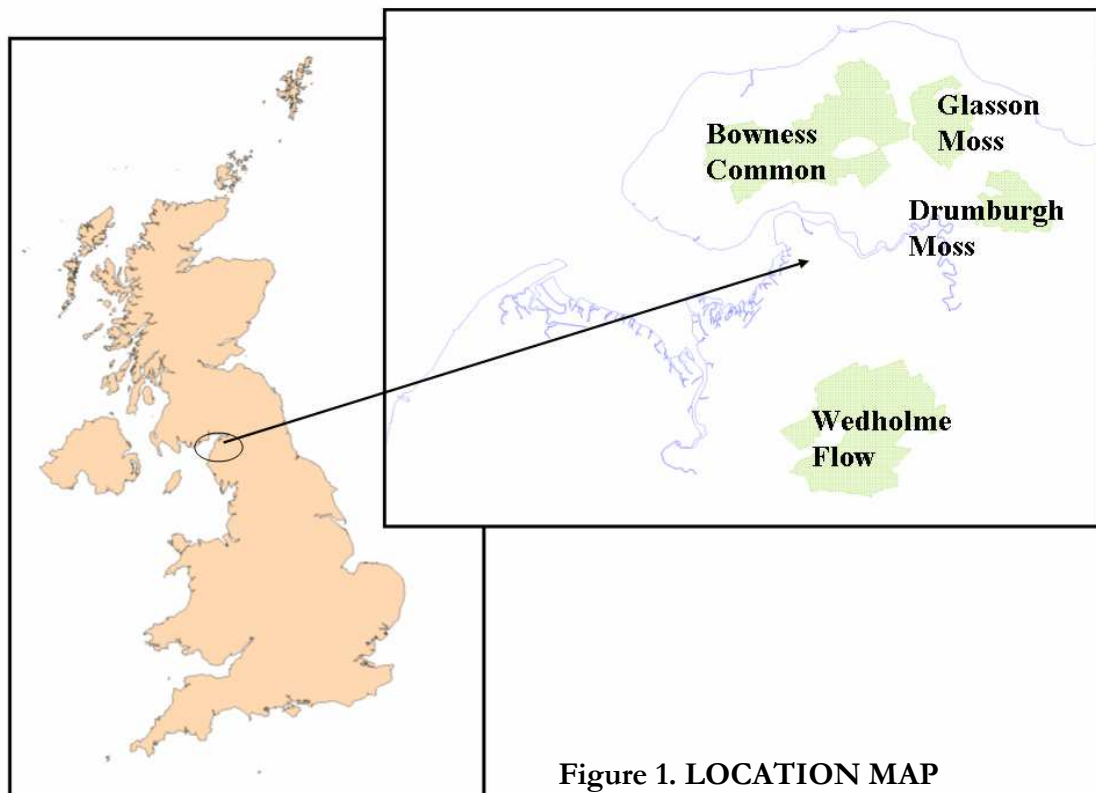 Bowness
Common
Glasson
Moss
Drumburgh
Moss
Wedholme
Flow
Figure 1. LOCATION MAP